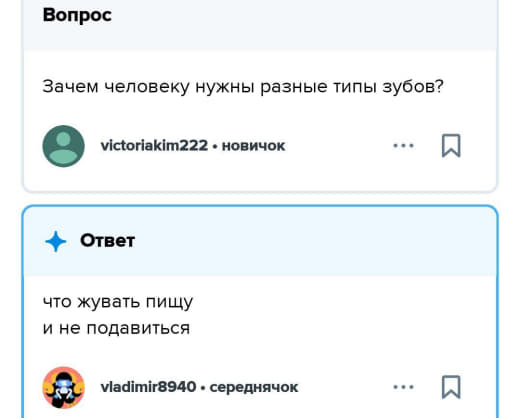 Вопрос
Зачем человеку нужны разные типы зубов?
victoriakim222 • новичок
Ответ
что жувать пищу
и не подавиться
vladimir8940 • середнячок